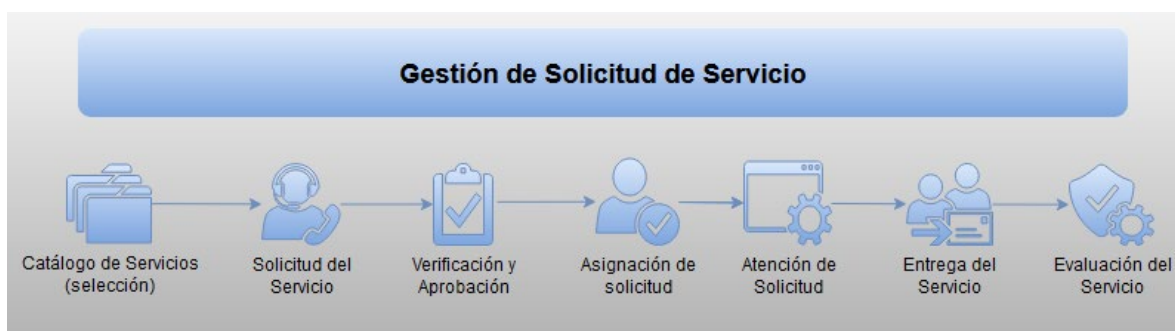 Gestión de Solicitud de Servicio
Catálogo de Servicios
(selección)
Solicitud del
Servicio
Verificación y
Aprobación
Asignación de
solicitud
Atención de
Solicitud
Entrega del
Servicio
Evaluación del
Servicio